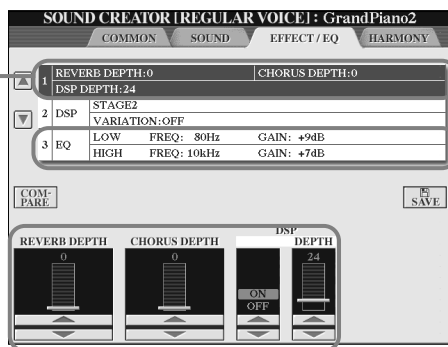 SOUND CREATOR [REGULAR VOICE] : GrandPiano2
COMMON SOUND EFFECT / EQ HARMONY
1 REVERB DEPTH:0 CHORUS DEPTH:0
DSP DEPTH:24
2 DSP STAGE2
VARIATION:OFF
3 EQ LOW FREQ: 80Hz GAIN: +9dB
HIGH FREQ: 10kHz GAIN: +7dB
COM-
PARE
SAVE
REVERB DEPTH CHORUS DEPTH DSP DEPTH
0 0 24
ON
OFF